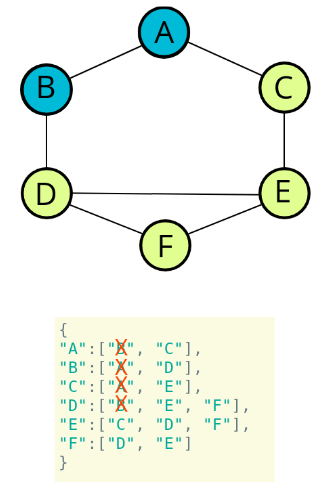 A
B
C
D
E
F
{
"A":["B", "C"],
"B":["A", "D"],
"C":["A", "E"],
"D":["B", "E", "F"],
"E":["C", "D", "F"],
"F":["D", "E"]
}